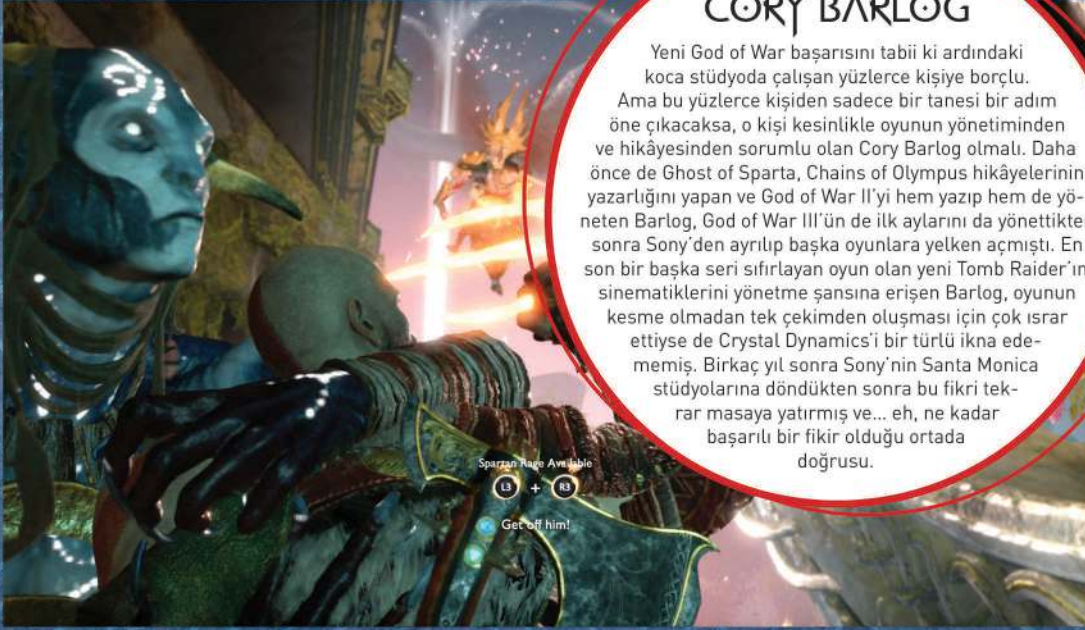 CORY BARLOG
Yeni God of War başarısını tabii ki ardındaki
koca stüdyoda çalışan yüzlerce kişiye borçlu.
Ama bu yüzlerce kişiden sadece bir tanesi bir adım
öne çıkacaksa, o kişi kesinlikle oyunun yönetiminden
ve hikâyesinden sorumlu olan Cory Barlog olmalı. Daha
önce de Ghost of Sparta, Chains of Olympus hikâyelerinin
yazarlığını yapan ve God of War II'yi hem yazıp hem de yö-
neten Barlog, God of War III'ün de ilk aylarını da yönettikte
sonra Sony'den ayrılıp başka oyunlara yelken açmıştı. En
son bir başka seri sıfırlayan oyun olan yeni Tomb Raider'ın
sinematiklerini yönetme şansına erişen Barlog, oyunun
kesme olmadan tek çekimden oluşması için çok ısrar
ettiyse de Crystal Dynamics'i bir türlü ikna ede-
memiş. Birkaç yıl sonra Sony'nin Santa Monica
stüdyolarına döndükten sonra bu fikri tek-
rar masaya yatırmış ve... eh, ne kadar
başarılı bir fikir olduğu ortada
doğrusu.
Spartan Rage Available
L3 + R3
Get off him!